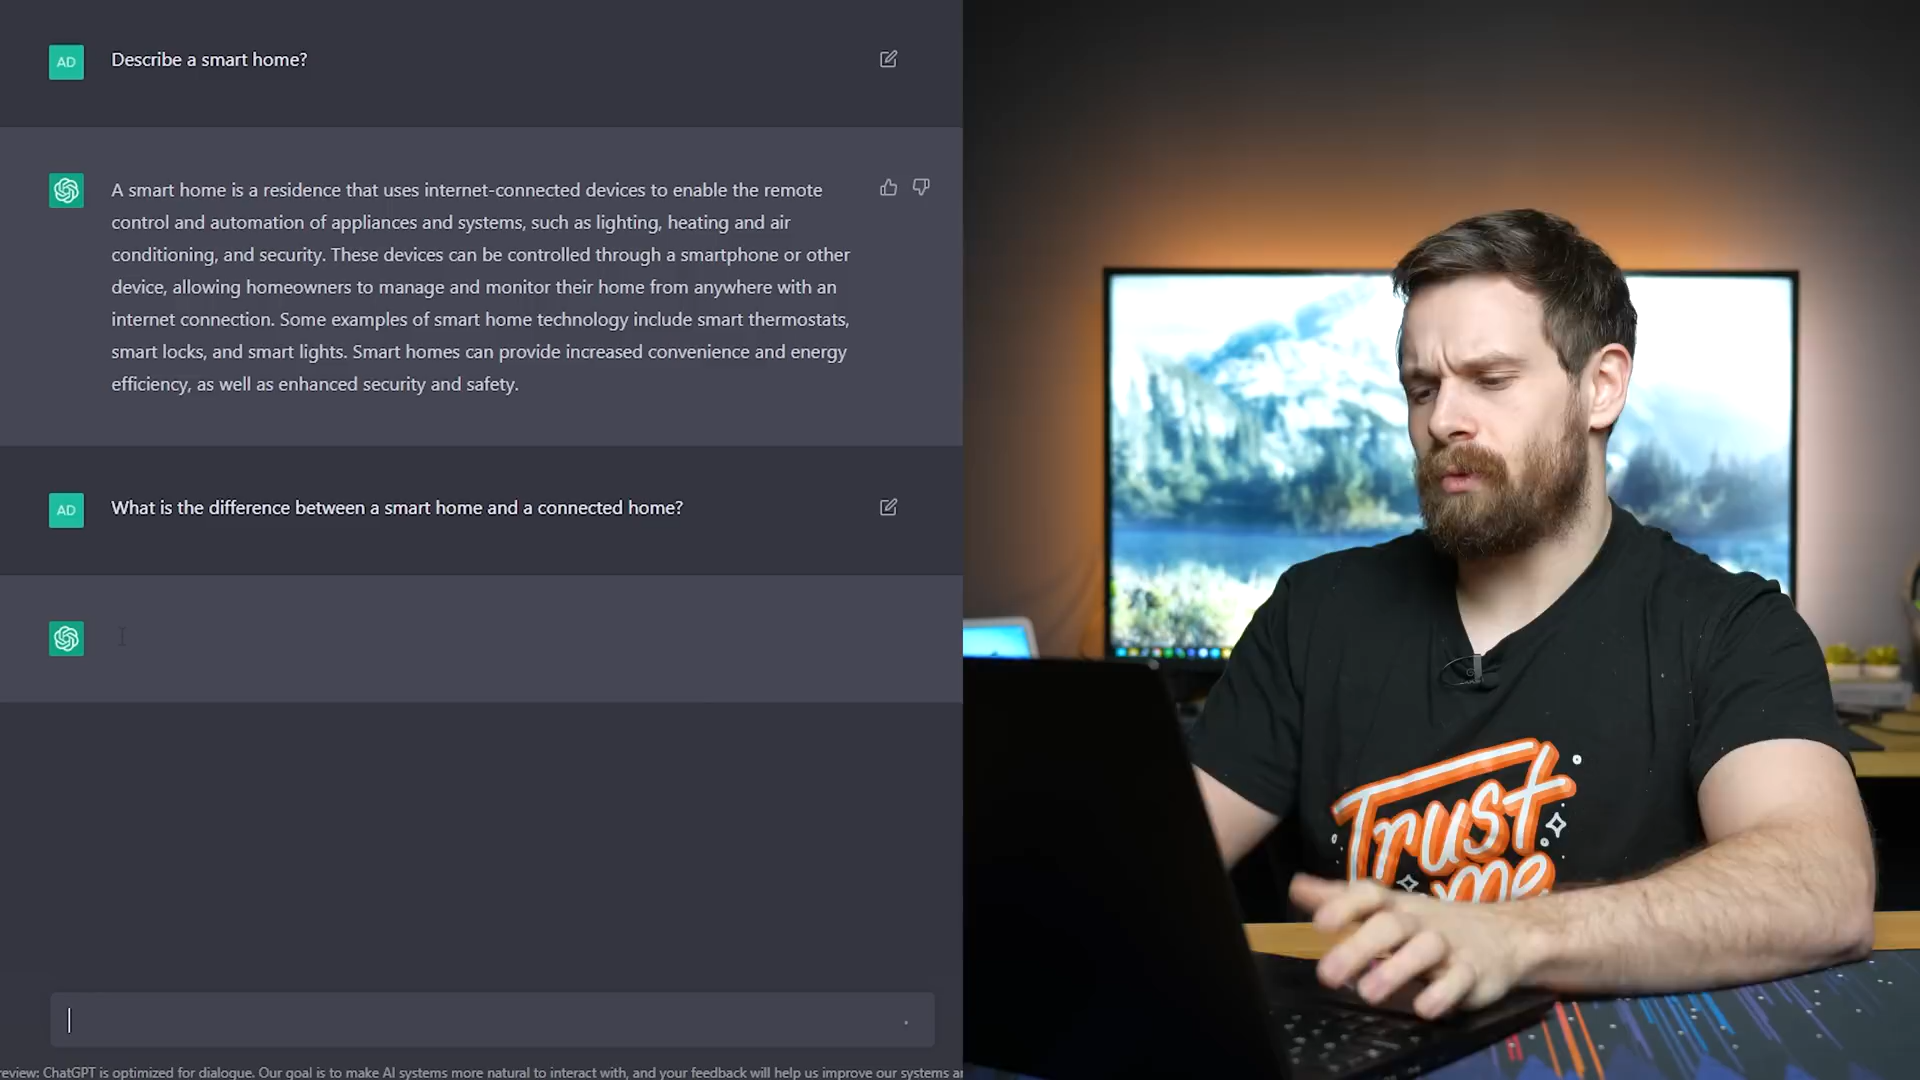 AD
Describe a smart home?
A smart home is a residence that uses internet-connected devices to enable the remote
control and automation of appliances and systems, such as lighting, heating and air
conditioning, and security. These devices can be controlled through a smartphone or other
device, allowing homeowners to manage and monitor their home from anywhere with an
internet connection. Some examples of smart home technology include smart thermostats,
smart locks, and smart lights. Smart homes can provide increased convenience and energy
efficiency, as well as enhanced security and safety.
AD
What is the difference between a smart home and a connected home?
review: ChatGPT is optimized for dialogue. Our goal is to make AI systems more natural to interact with, and your feedback will help us improve our systems
Trust
me